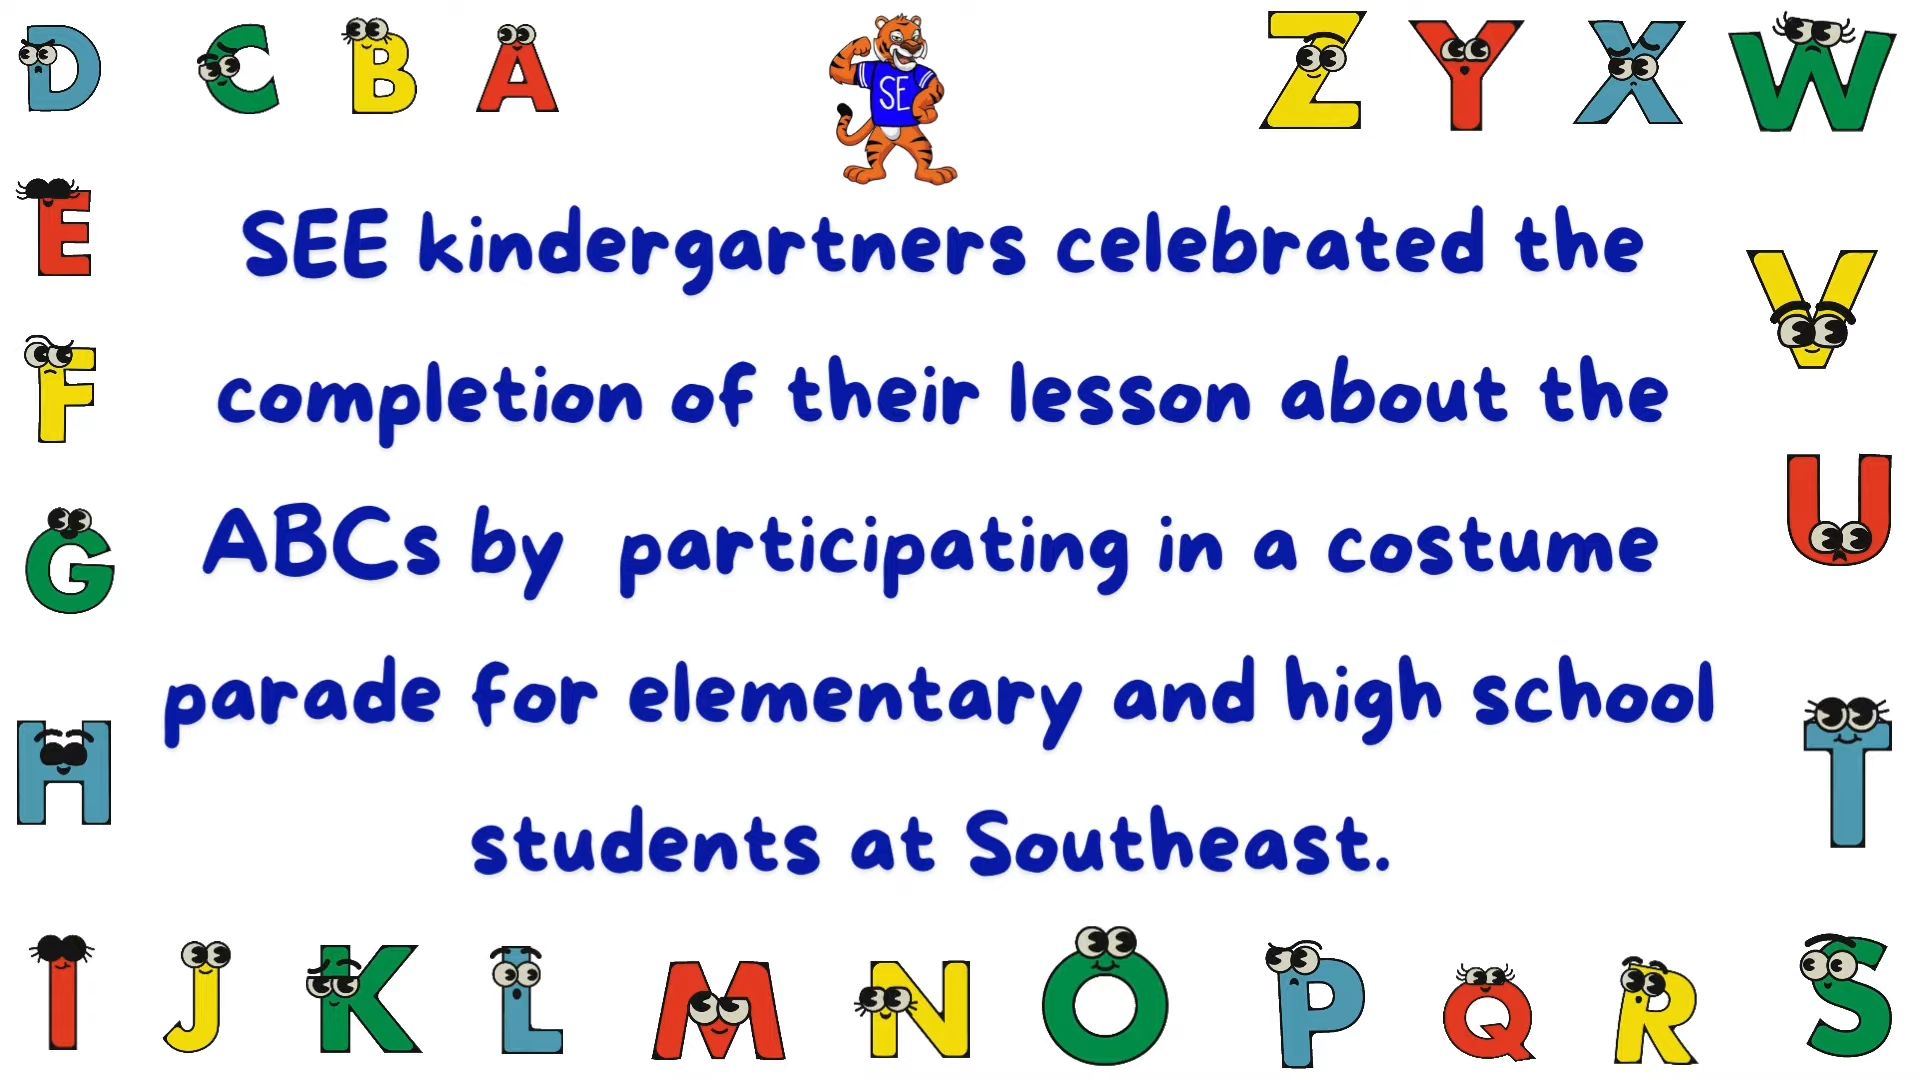 D C B A Z Y X W
SE
E
SEE kindergartners celebrated the
V
F
completion of their lesson about the
G
ABCs by participating in a costume
U
parade for elementary and high school
H
T
students at Southeast.
I J K L M N O P Q R S